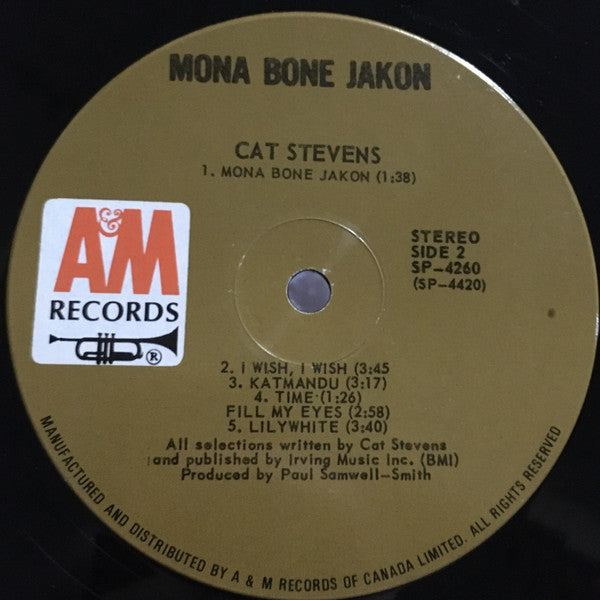 MONA BONE JAKON
CAT STEVENS
1. MONA BONE JAKON (1:38)
A&M
RECORDS
®
STEREO
SIDE 2
SP-4260
(SP-4420)
2. I WISH, I WISH (3:45
3. KATMANDU (3:17)
4. TIME (1:26)
FILL MY EYES (2:58)
5. LILYWHITE (3:40)
All selections written by Cat Stevens
and published by Irving Music Inc. (BMI)
Produced by Paul Samwell-Smith
MANUFACTURED AND DISTRIBUTED BY A & M RECORDS OF CANADA LIMITED. ALL RIGHTS RESERVED